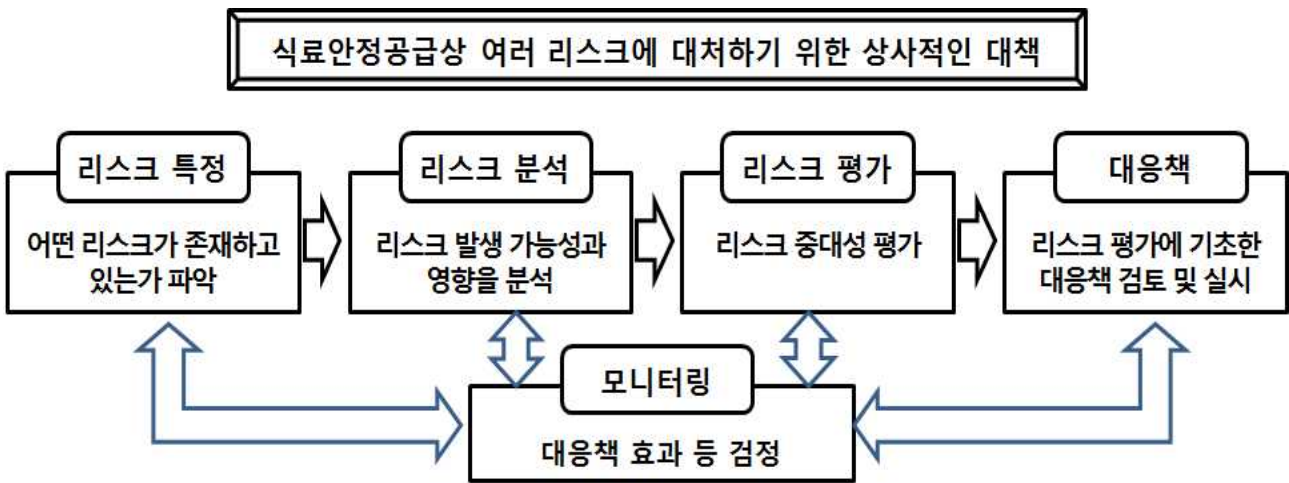 식료안정공급상 여러 리스크에 대처하기 위한 상사적인 대책
리스크 특정
어떤 리스크가 존재하고
있는가 파악
리스크 분석
리스크 발생 가능성과
영향을 분석
리스크 평가
리스크 중대성 평가
대응책
리스크 평가에 기초한
대응책 검토 및 실시
모니터링
대응책 효과 등 검정